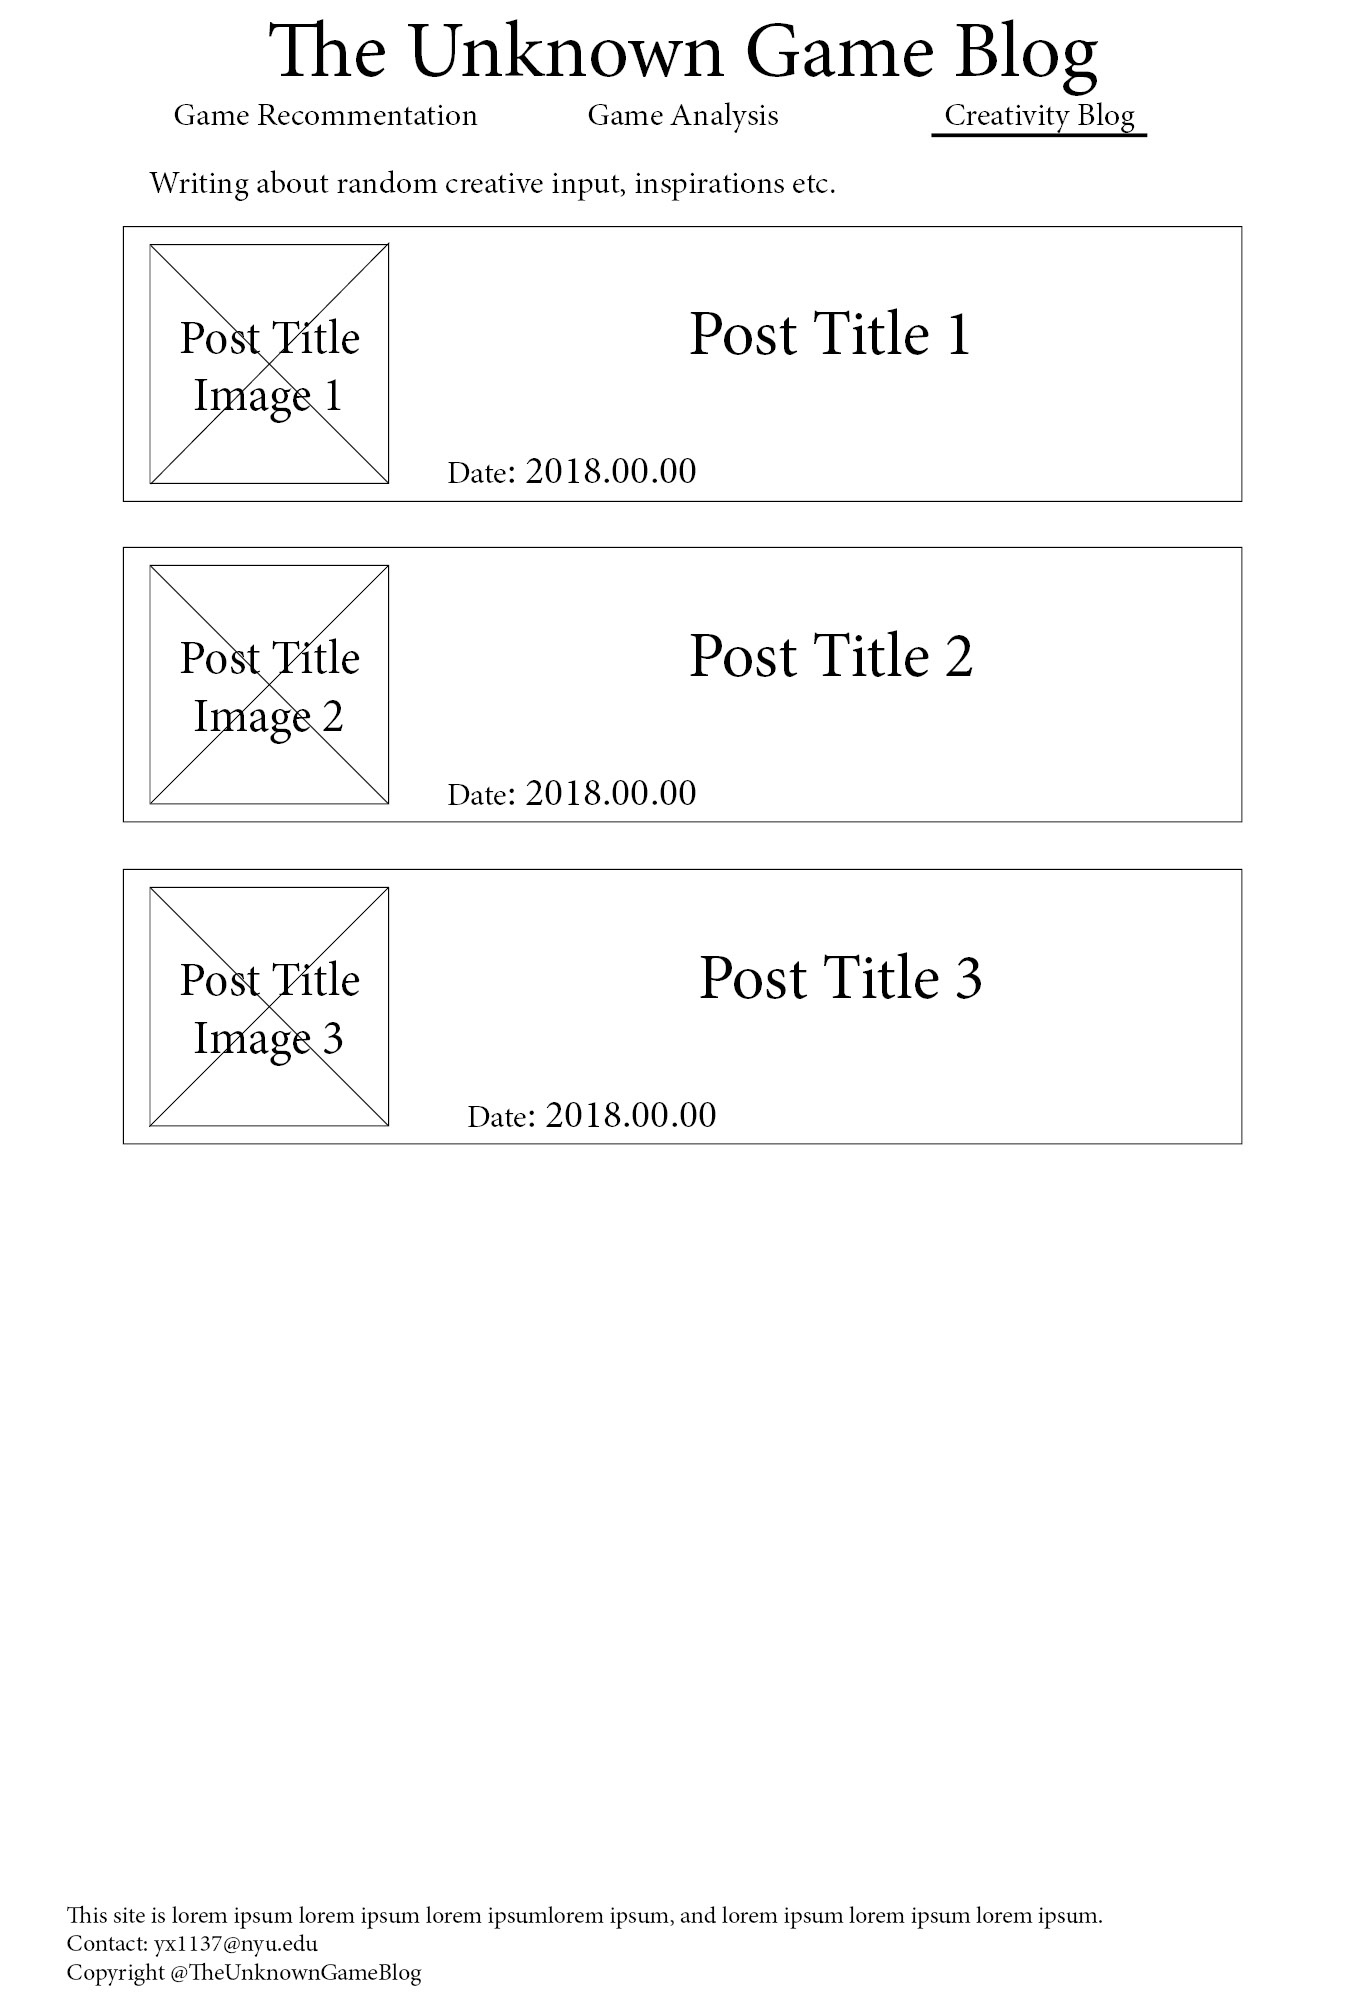 The Unknown Game Blog
Game Recommentation Game Analysis Creativity Blog
Writing about random creative input, inspirations etc.
Post Title
Image 1
Post Title 1
Date: 2018.00.00
Post Title
Image 2
Post Title 2
Date: 2018.00.00
Post Title
Image 3
Post Title 3
Date: 2018.00.00
This site is lorem ipsum lorem ipsum lorem ipsumlorem ipsum, and lorem ipsum lorem ipsum lorem ipsum.
Contact: yx1137@nyu.edu
Copyright @TheUnknownGameBlog